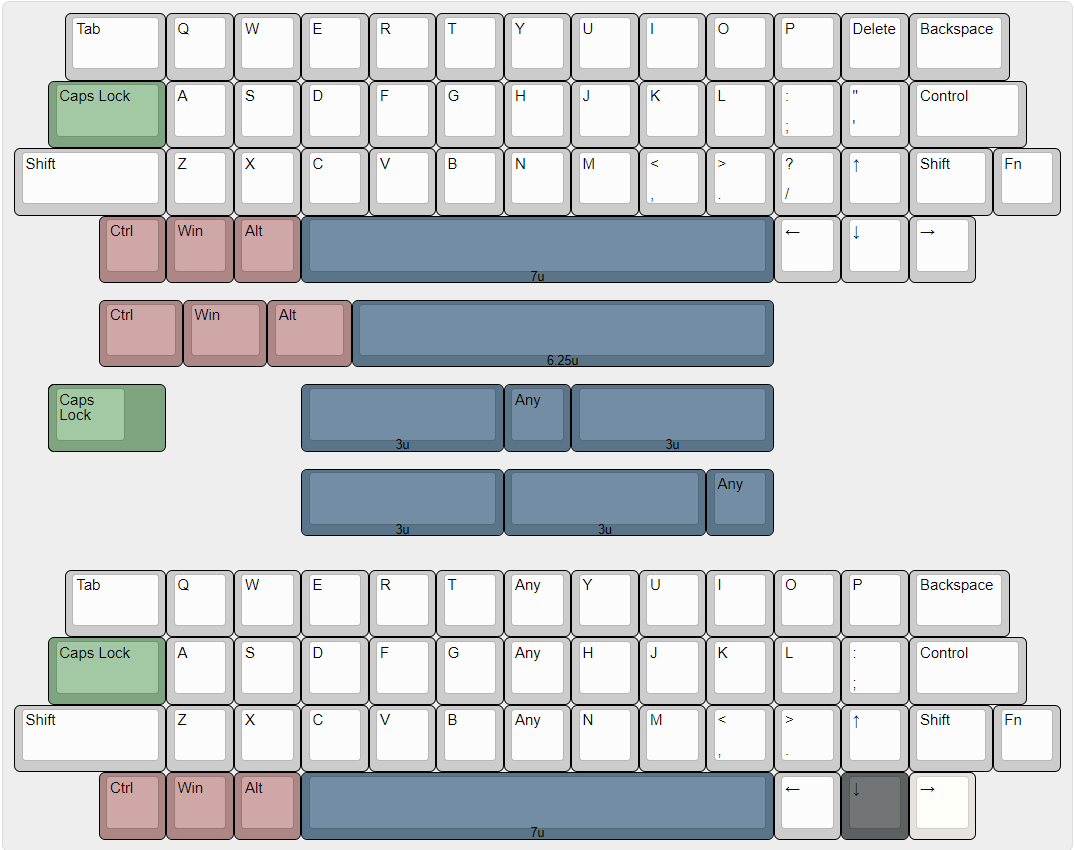 Tab Q W E R T Y U I O P Delete Backspace
Caps Lock A S D F G H J K L : " Control
; '
Shift Z X C V B N M < > ? ↑ Shift Fn
, . /
Ctrl Win Alt ← ↓ →
7u
Ctrl Win Alt
6.25u
Caps Any
Lock
3u 3u
Any
3u 3u
Tab Q W E R T Any Y U I O P Backspace
Caps Lock A S D F G Any H J K L : Control
;
Shift Z X C V B Any N M < > ↑ Shift Fn
, .
Ctrl Win Alt ← ↓ →
7u